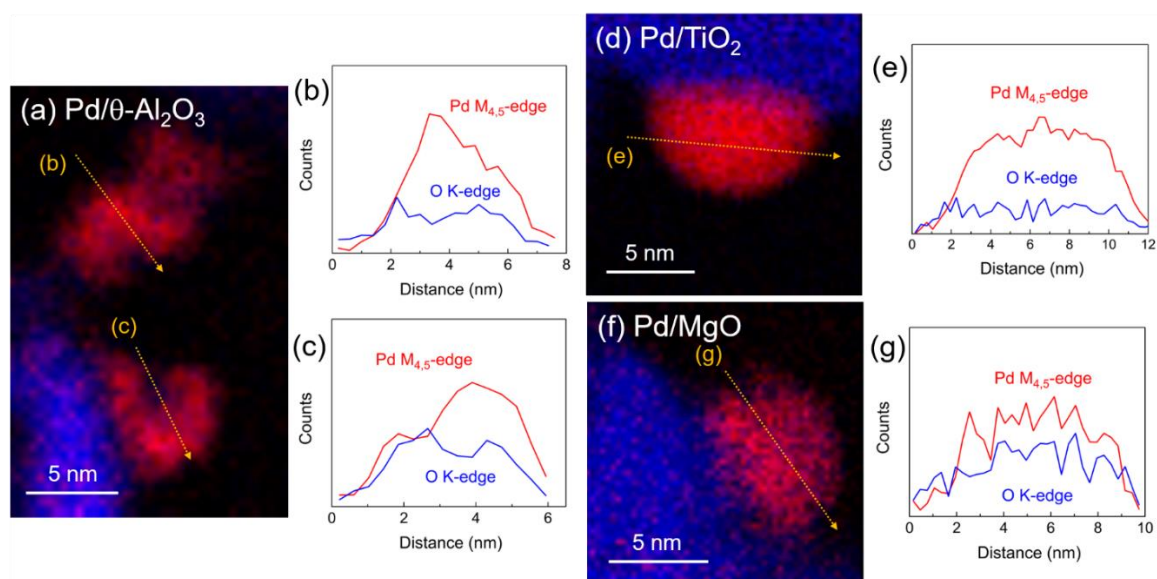 (a) Pd/θ-Al₂O₃
(b)
(c)
5 nm
(b)
Pd M₄,₅-edge
O K-edge
Counts
0 2 4 6 8
Distance (nm)
(c)
Pd M₄,₅-edge
O K-edge
Counts
0 2 4 6
Distance (nm)
(d) Pd/TiO₂
(e)
5 nm
(e)
Pd M₄,₅-edge
O K-edge
Counts
0 2 4 6 8 10 12
Distance (nm)
(f) Pd/MgO
(g)
5 nm
(g)
Pd M₄,₅-edge
O K-edge
Counts
0 2 4 6 8 10
Distance (nm)